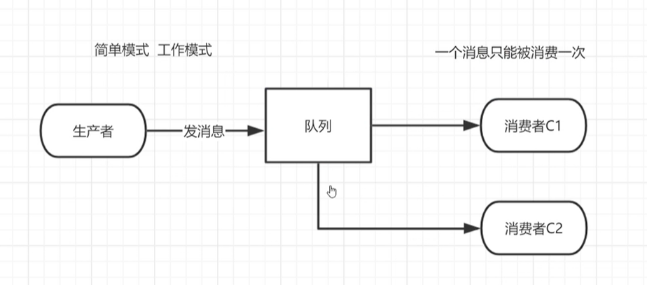 简单模式 工作模式
一个消息只能被消费一次
生产者
发消息
队列
消费者C1
消费者C2